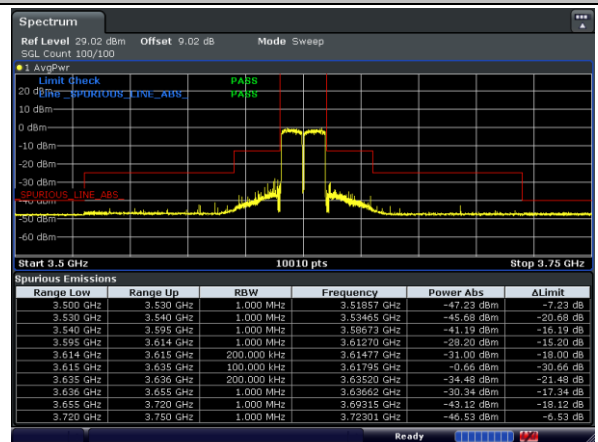 Spectrum
Ref Level 29.02 dBm Offset 9.02 dB Mode Sweep
SGL Count 100/100
1 AvgPwr
Limit Check PASS
20 dBm Line _SPURIOUS_LINE_ABS_ PASS
10 dBm
0 dBm
-10 dBm
-20 dBm
-30 dBm
_SPURIOUS_LINE_ABS_
-40 dBm
-50 dBm
-60 dBm
Start 3.5 GHz 10010 pts Stop 3.75 GHz
Spurious Emissions
Range Low Range Up RBW Frequency Power Abs ΔLimit
3.500 GHz 3.530 GHz 1.000 MHz 3.51857 GHz -47.23 dBm -7.23 dB
3.530 GHz 3.540 GHz 1.000 MHz 3.53465 GHz -45.68 dBm -20.68 dB
3.540 GHz 3.595 GHz 1.000 MHz 3.58673 GHz -41.19 dBm -16.19 dB
3.595 GHz 3.614 GHz 1.000 MHz 3.61270 GHz -28.20 dBm -15.20 dB
3.614 GHz 3.615 GHz 200.000 kHz 3.61477 GHz -31.00 dBm -18.00 dB
3.615 GHz 3.635 GHz 100.000 kHz 3.61795 GHz -0.66 dBm -30.66 dB
3.635 GHz 3.636 GHz 200.000 kHz 3.63520 GHz -34.48 dBm -21.48 dB
3.636 GHz 3.655 GHz 1.000 MHz 3.63662 GHz -30.34 dBm -17.34 dB
3.655 GHz 3.720 GHz 1.000 MHz 3.69315 GHz -43.12 dBm -18.12 dB
3.720 GHz 3.750 GHz 1.000 MHz 3.72301 GHz -46.53 dBm -6.53 dB
Ready